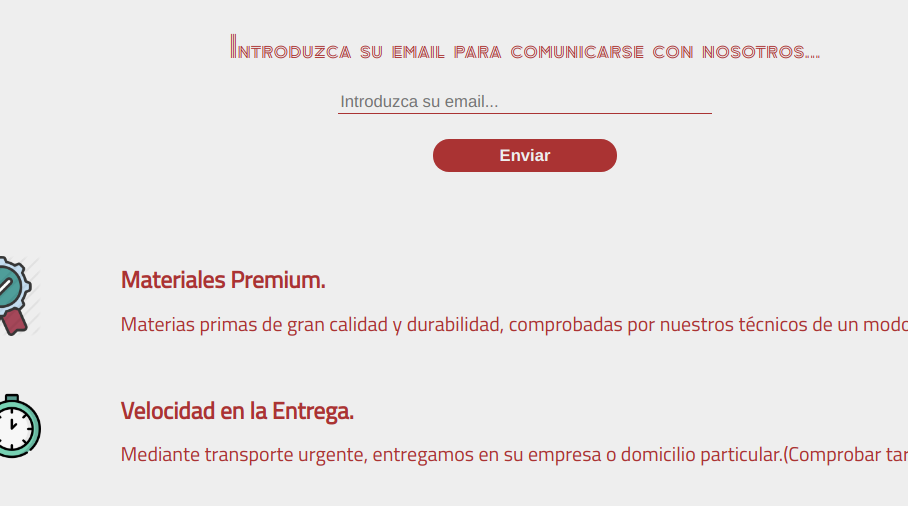 Introduzca su email para comunicarse con nosotros...
Introduzca su email...
Enviar
Materiales Premium.
Materias primas de gran calidad y durabilidad, comprobadas por nuestros técnicos de un modo
Velocidad en la Entrega.
Mediante transporte urgente, entregamos en su empresa o domicilio particular.(Comprobar tar